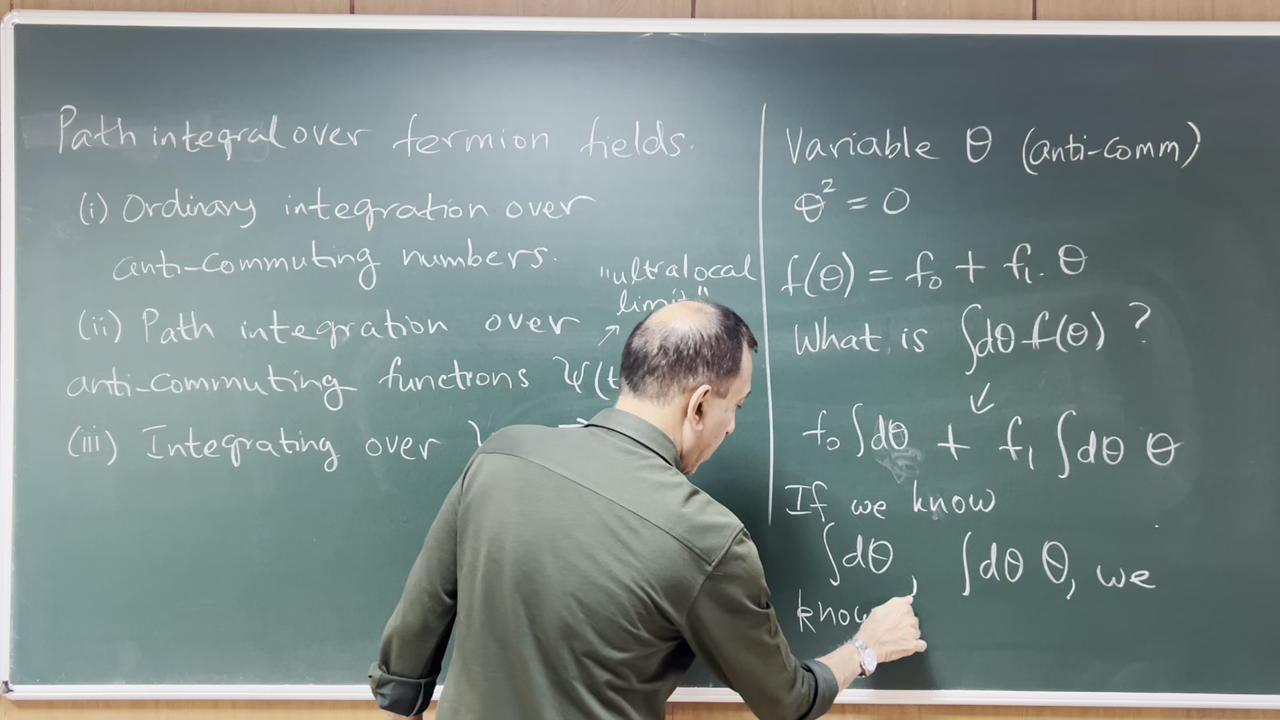 Path integral over fermion fields.
(i) Ordinary integration over
anti-commuting numbers.
"ultralocal
limit"
(ii) Path integration over ↗
anti-commuting functions Ψ(t
(iii) Integrating over
Variable θ (anti-comm)
θ² = 0
f(θ) = f₀ + f₁. θ
What is ∫dθ f(θ) ?
↙
f₀ ∫dθ + f₁ ∫dθ θ
If we know
∫dθ , ∫dθ θ, we
know